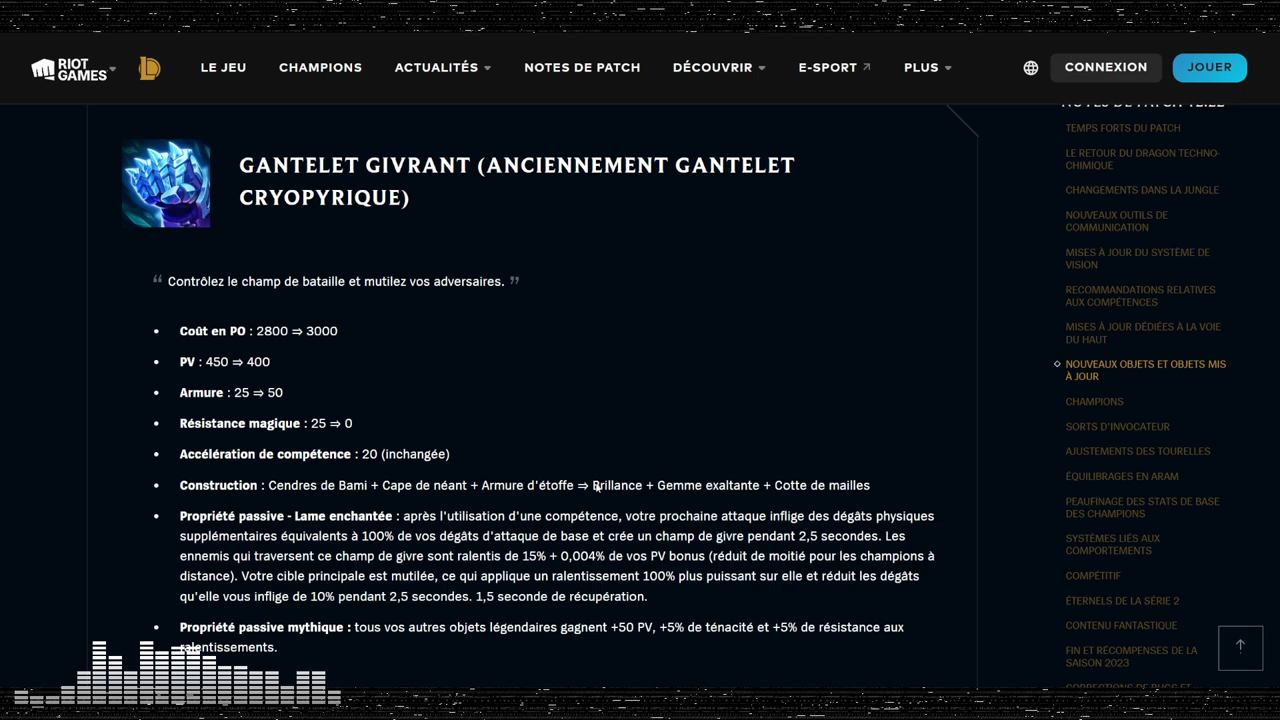 RIOT GAMES
LE JEU
CHAMPIONS
ACTUALITÉS
NOTES DE PATCH
DÉCOUVRIR
E-SPORT
PLUS
CONNEXION
JOUER
GANTELET GIVRANT (ANCIENNEMENT GANTELET
CRYOPYRIQUE)
“ Contrôlez le champ de bataille et mutilez vos adversaires. ”
• Coût en PO : 2800 ⇒ 3000
• PV : 450 ⇒ 400
• Armure : 25 ⇒ 50
• Résistance magique : 25 ⇒ 0
• Accélération de compétence : 20 (inchangée)
• Construction : Cendres de Bami + Cape de néant + Armure d'étoffe ⇒ Brillance + Gemme exaltante + Cotte de mailles
• Propriété passive - Lame enchantée : après l'utilisation d'une compétence, votre prochaine attaque inflige des dégâts physiques
supplémentaires équivalents à 100% de vos dégâts d'attaque de base et crée un champ de givre pendant 2,5 secondes. Les
ennemis qui traversent ce champ de givre sont ralentis de 15% + 0,004% de vos PV bonus (réduit de moitié pour les champions à
distance). Votre cible principale est mutilée, ce qui applique un ralentissement 100% plus puissant sur elle et réduit les dégâts
qu'elle vous inflige de 10% pendant 2,5 secondes. 1,5 seconde de récupération.
• Propriété passive mythique : tous vos autres objets légendaires gagnent +50 PV, +5% de ténacité et +5% de résistance aux
ralentissements.
NOTES DE PATCH 12.22
TEMPS FORTS DU PATCH
LE RETOUR DU DRAGON TECHNO-
CHIMIQUE
CHANGEMENTS DANS LA JUNGLE
NOUVEAUX OUTILS DE
COMMUNICATION
MISES À JOUR DU SYSTÈME DE
VISION
RECOMMANDATIONS RELATIVES
AUX COMPÉTENCES
MISES À JOUR DÉDIÉES À LA VOIE
DU HAUT
NOUVEAUX OBJETS ET OBJETS MIS
À JOUR
CHAMPIONS
SORTS D'INVOCATEUR
AJUSTEMENTS DES TOURELLES
ÉQUILIBRAGES EN ARAM
PEAUFINAGE DES STATS DE BASE
DES CHAMPIONS
SYSTÈMES LIÉS AUX
COMPORTEMENTS
COMPÉTITIF
ÉTERNELS DE LA SÉRIE 2
CONTENU FANTASTIQUE
FIN ET RÉCOMPENSES DE LA
SAISON 2023
CORRECTIONS DE BUGS ET